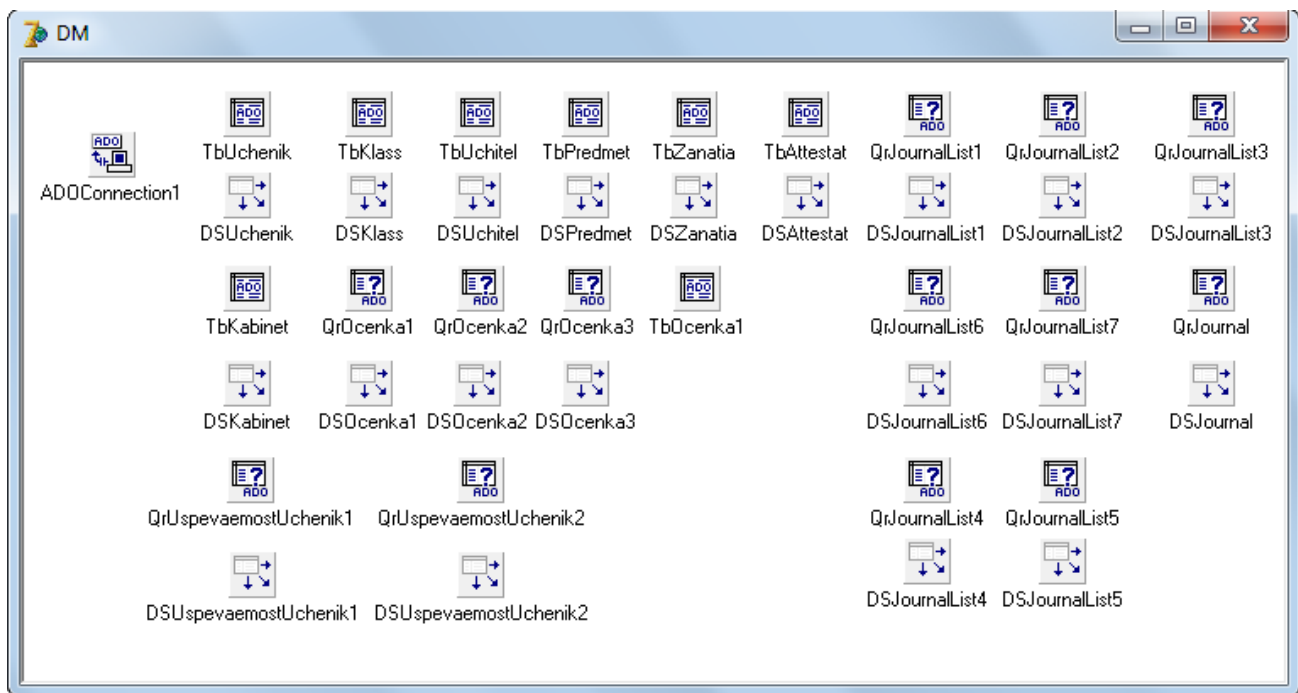 DM
TbUchenik TbKlass TbUchitel TbPredmet TbZanatia TbAttestat QrJournalList1 QrJournalList2 QrJournalList3
ADOConnection1
DSUchenik DSKlass DSUchitel DSPredmet DSZanatia DSAttestat DSJournalList1 DSJournalList2 DSJournalList3
TbKabinet QrOcenka1 QrOcenka2 QrOcenka3 TbOcenka1 QrJournalList6 QrJournalList7 QrJournal
DSKabinet DSOcenka1 DSOcenka2 DSOcenka3 DSJournalList6 DSJournalList7 DSJournal
QrUspevaemostUchenik1 QrUspevaemostUchenik2 QrJournalList4 QrJournalList5
DSUspevaemostUchenik1 DSUspevaemostUchenik2 DSJournalList4 DSJournalList5